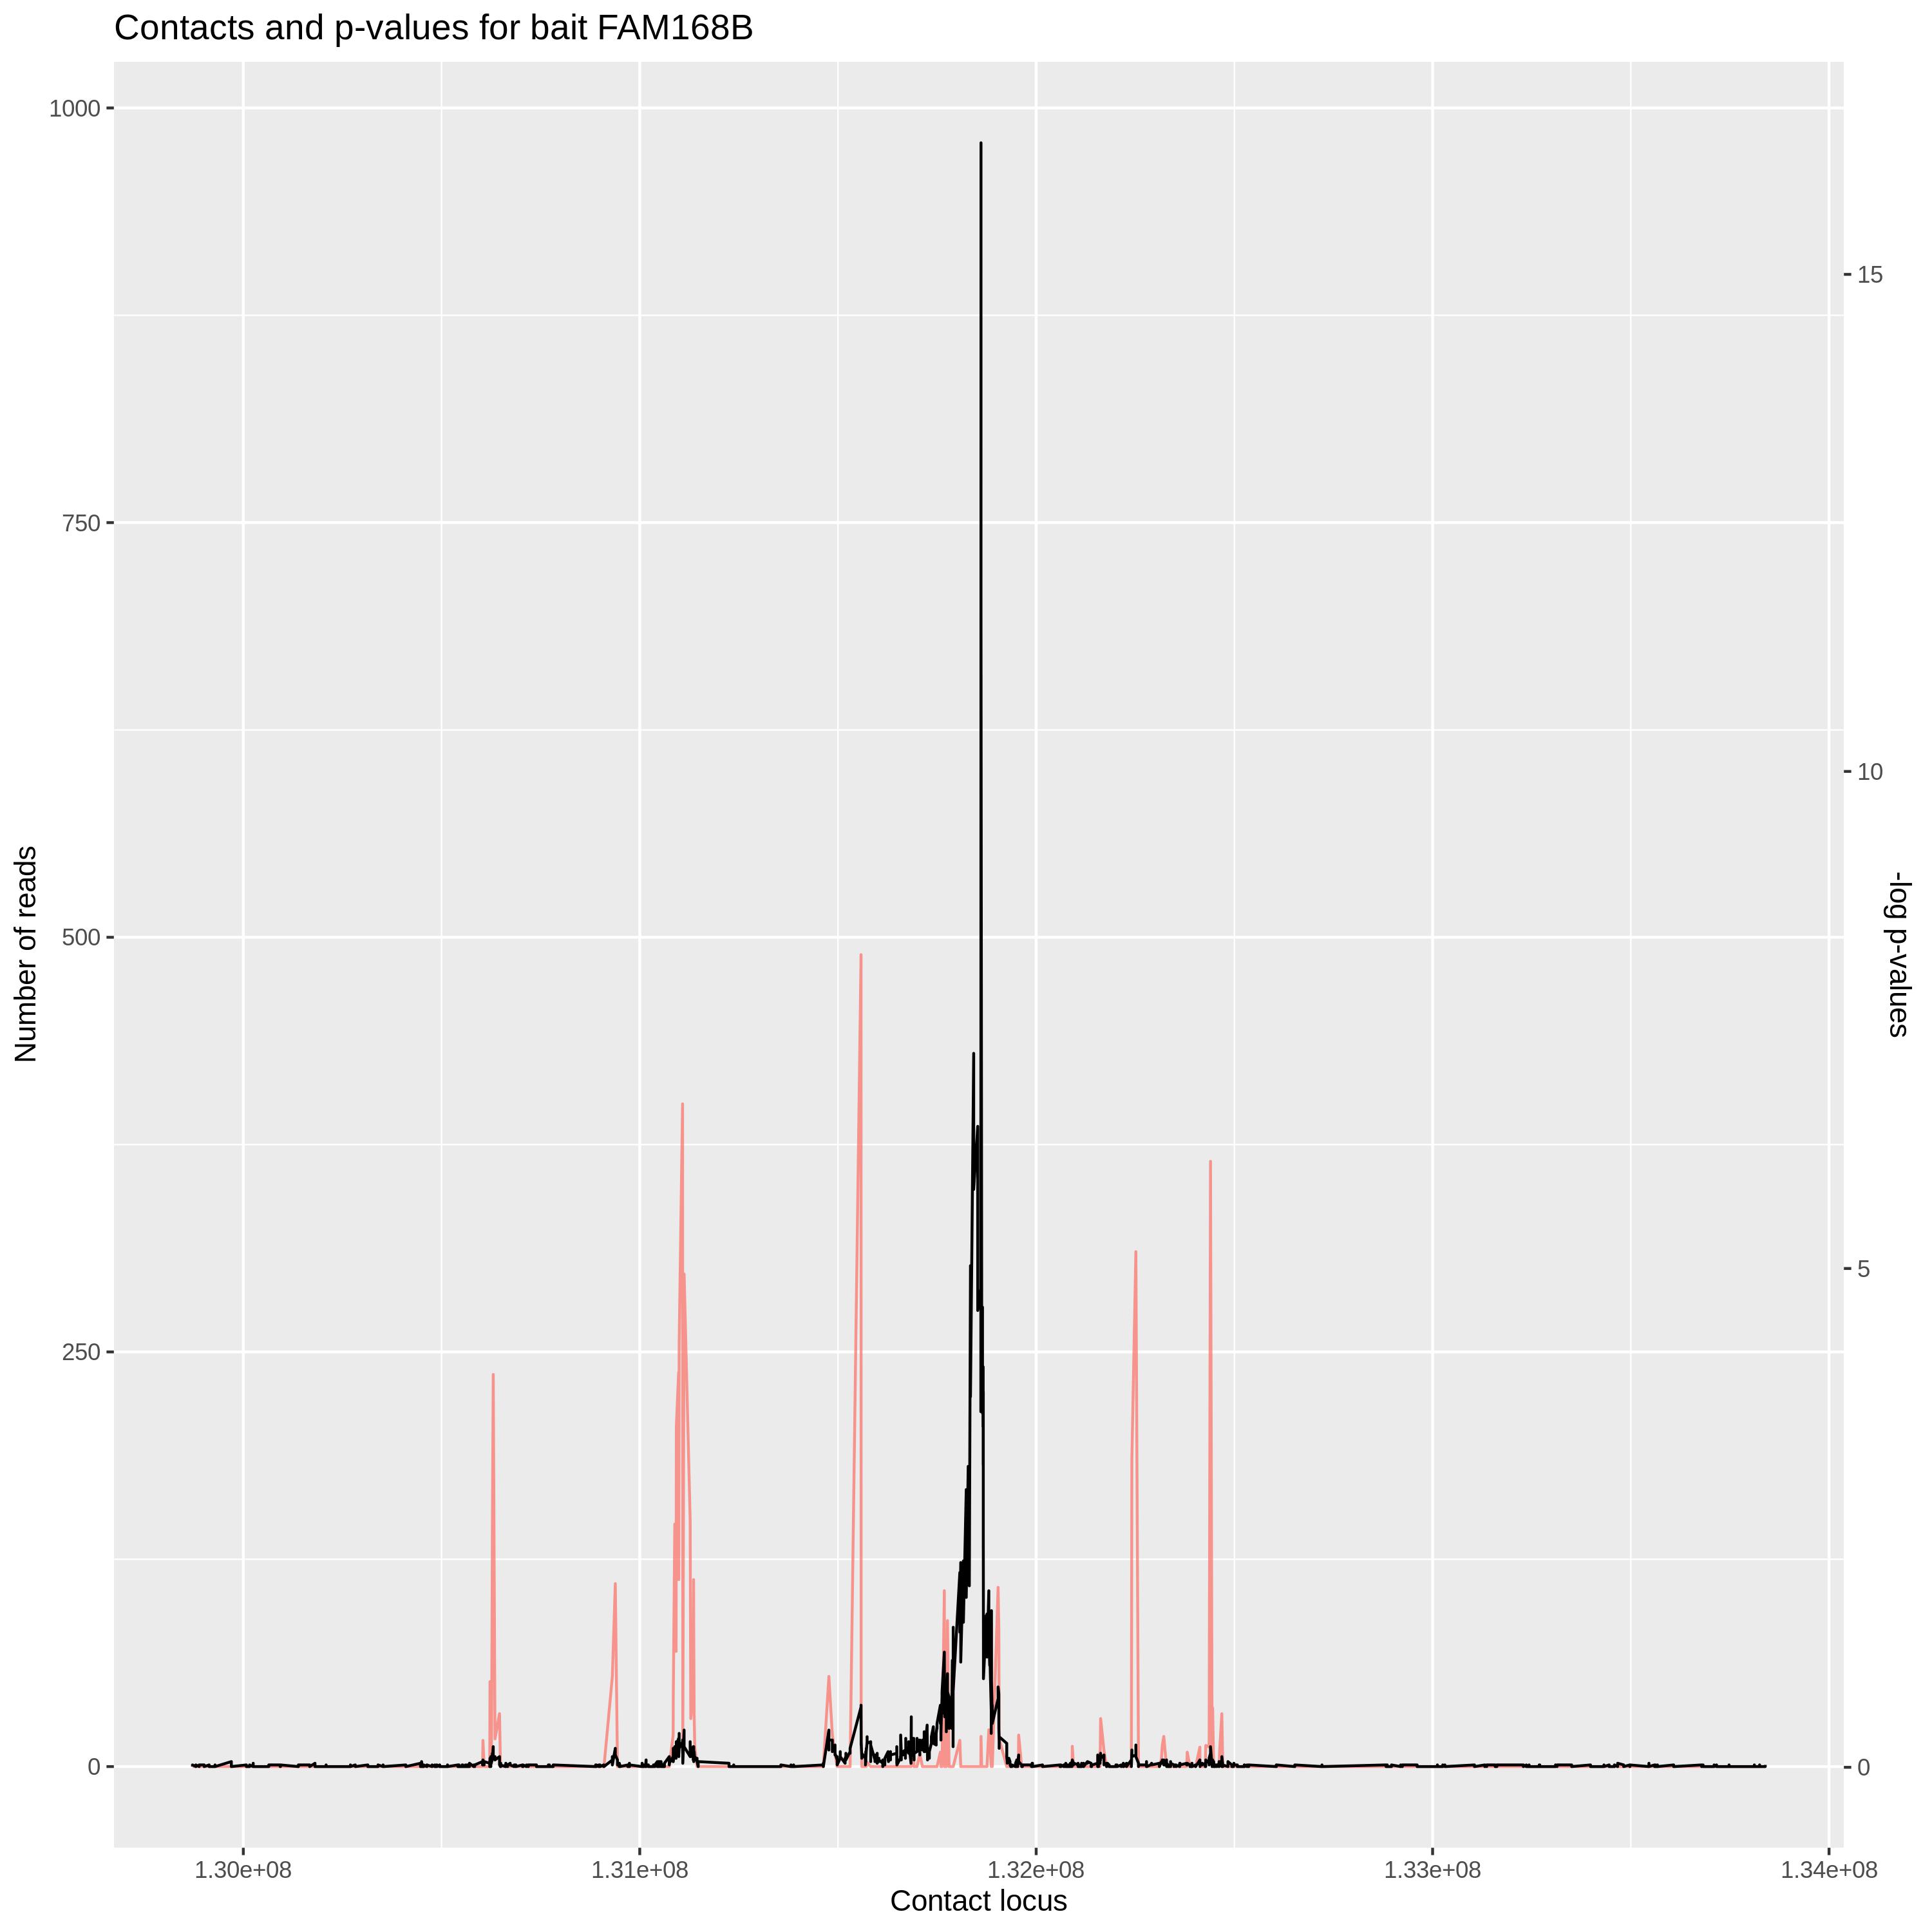 Contacts and p-values for bait FAM168B
1000
750
500
250
0
Number of reads
15
10
5
0
-log p-values
1.30e+08 1.31e+08 1.32e+08 1.33e+08 1.34e+08
Contact locus